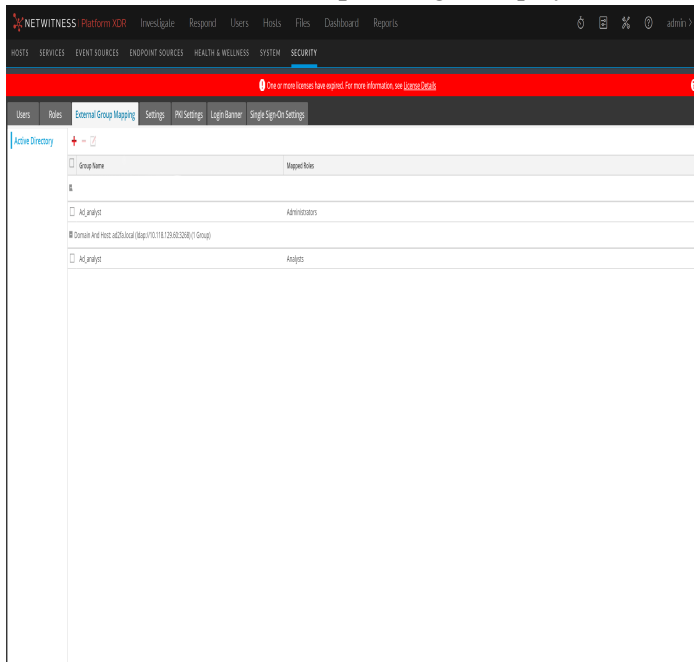 NETWITNESS Platform XDR Investigate Respond Users Hosts Files Dashboard Reports admin >
HOSTS SERVICES EVENT SOURCES ENDPOINT SOURCES HEALTH & WELLNESS SYSTEM SECURITY
One or more licenses have expired. For more information, see License Details
Users Roles External Group Mapping Settings PKI Settings Login Banner Single Sign-On Settings
Active Directory
Group Name Mapped Roles
Ad_analyst Administrators
Domain And Host: ad2fa.local (ldap://10.118.129.60:3268) (1 Group)
Ad_analyst Analysts